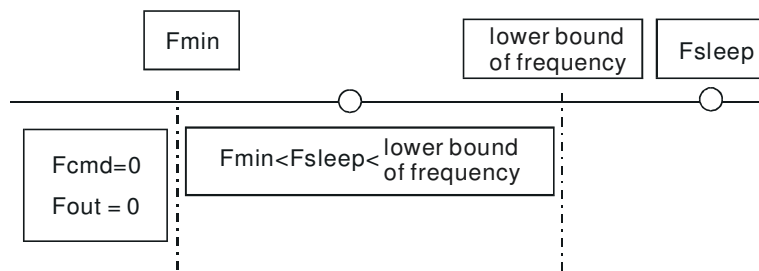 Fmin
lower bound
of frequency
Fsleep
Fcmd=0
Fout = 0
Fmin<Fsleep< lower bound
of frequency